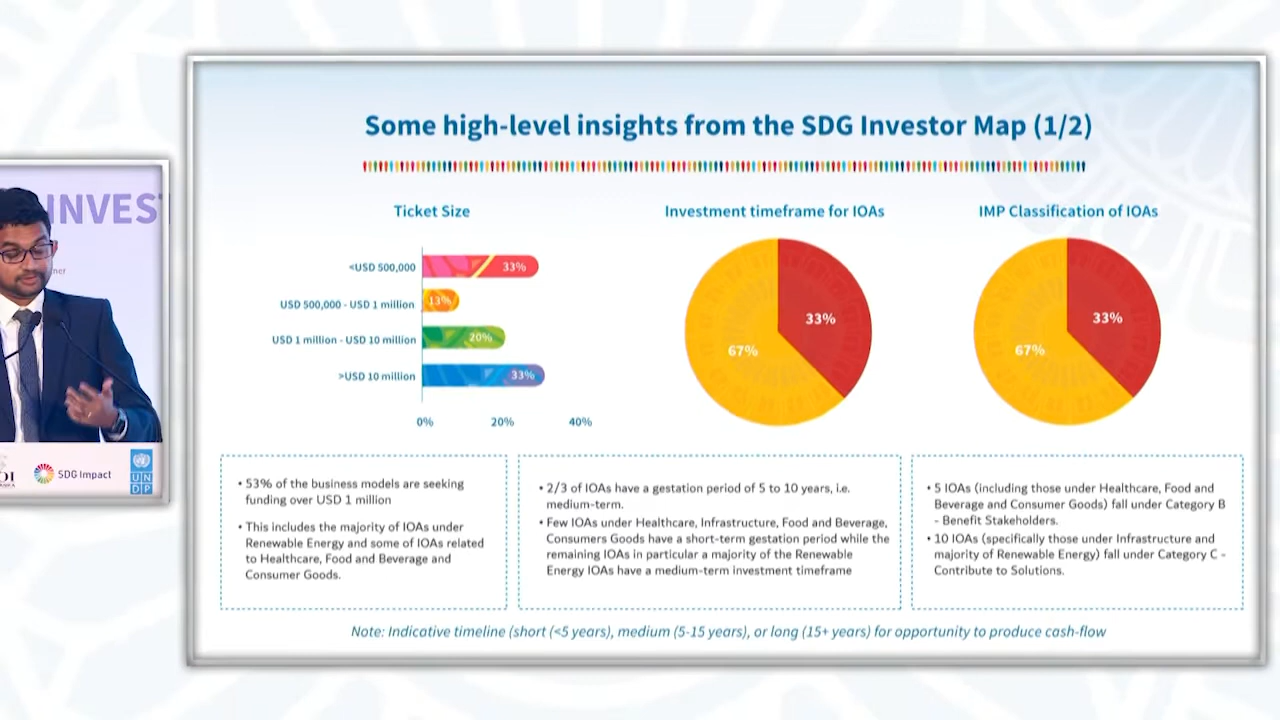 INVEST
ner
SDG Impact
U N
D P
Some high-level insights from the SDG Investor Map (1/2)
Ticket Size
<USD 500,000
33%
USD 500,000 - USD 1 million
13%
USD 1 million - USD 10 million
20%
>USD 10 million
33%
0%
20%
40%
Investment timeframe for IOAs
33%
67%
IMP Classification of IOAs
33%
67%
• 53% of the business models are seeking
funding over USD 1 million
• This includes the majority of IOAs under
Renewable Energy and some of IOAs related
to Healthcare, Food and Beverage and
Consumer Goods.
• 2/3 of IOAs have a gestation period of 5 to 10 years, i.e.
medium-term.
• Few IOAs under Healthcare, Infrastructure, Food and Beverage,
Consumers Goods have a short-term gestation period while the
remaining IOAs in particular a majority of the Renewable
Energy IOAs have a medium-term investment timeframe
• 5 IOAs (including those under Healthcare, Food and
Beverage and Consumer Goods) fall under Category B
- Benefit Stakeholders.
• 10 IOAs (specifically those under Infrastructure and
majority of Renewable Energy) fall under Category C -
Contribute to Solutions.
Note: Indicative timeline (short (<5 years), medium (5-15 years), or long (15+ years) for opportunity to produce cash-flow